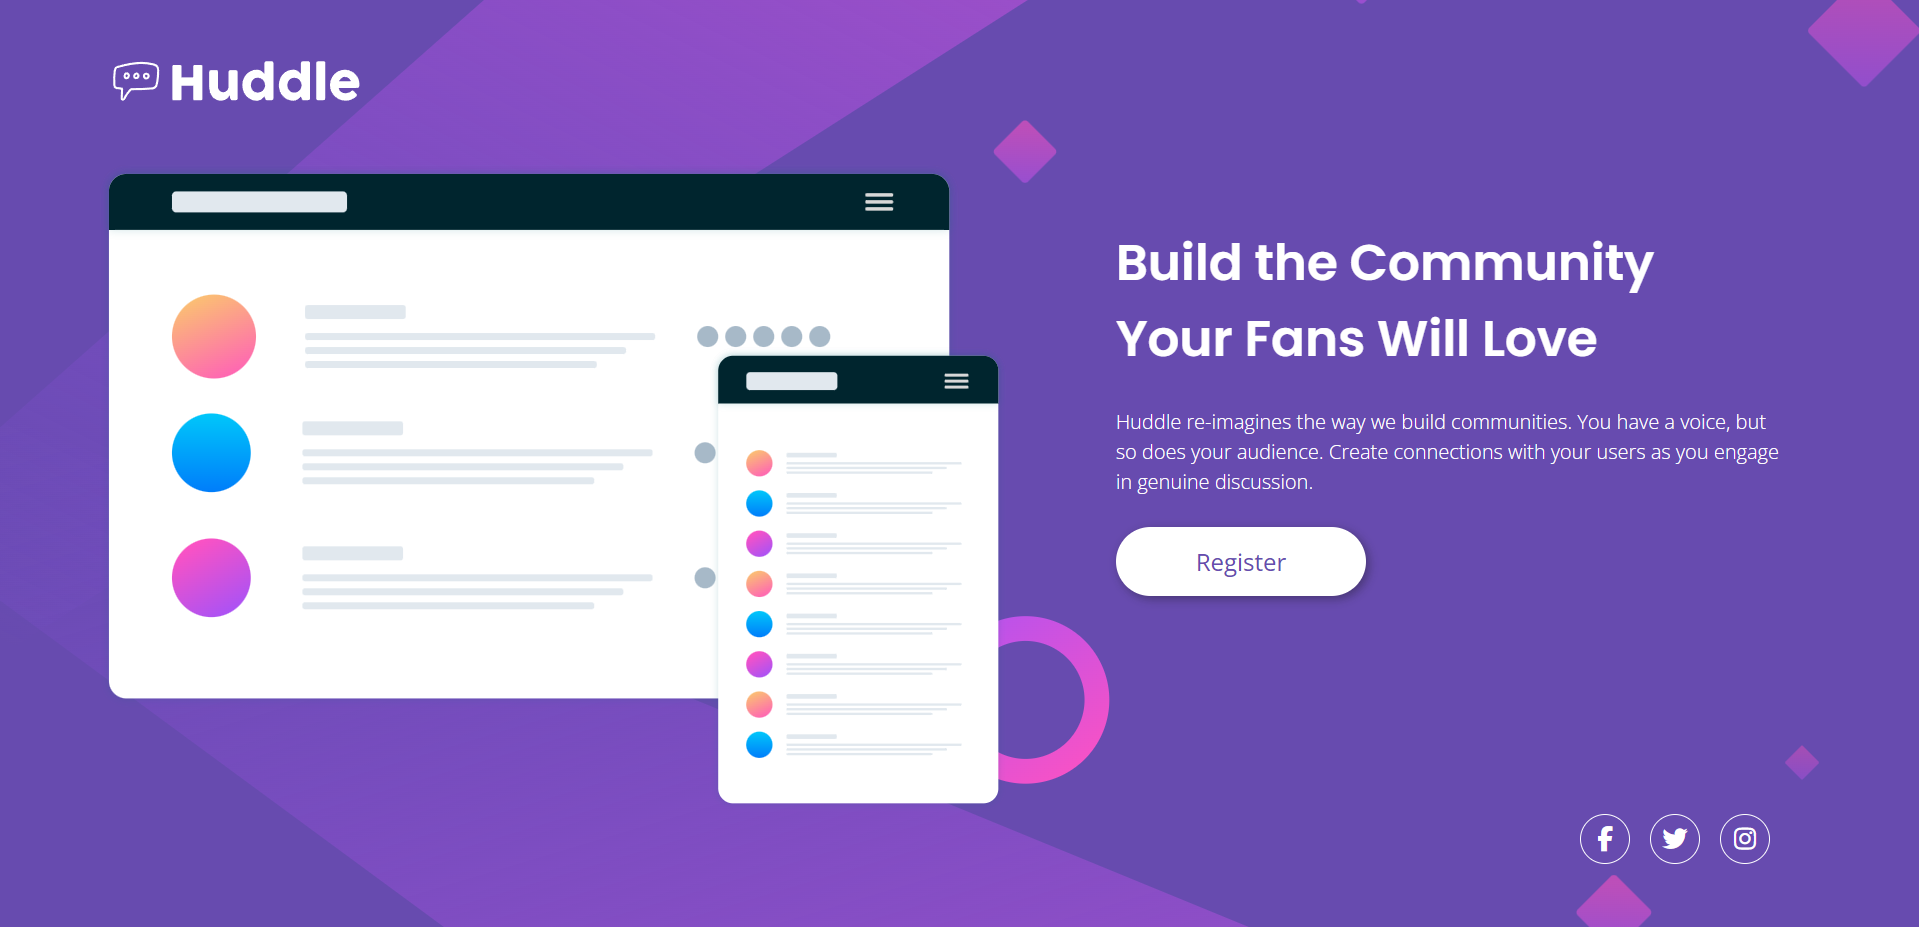 Huddle
Build the Community
Your Fans Will Love
Huddle re-imagines the way we build communities. You have a voice, but
so does your audience. Create connections with your users as you engage
in genuine discussion.
Register